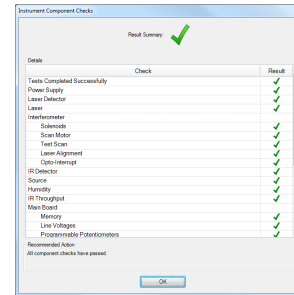 Instrument Component Checks
Result Summary:
Details
Check Result
Tests Completed Successfully
Power Supply
Laser Detector
Laser
Interferometer
Solenoids
Scan Motor
Test Scan
Laser Alignment
Opto-Interrupt
IR Detector
Source
Humidity
IR Throughput
Main Board
Memory
Line Voltages
Programmable Potentiometers
Recommended Action
All component checks have passed.
OK